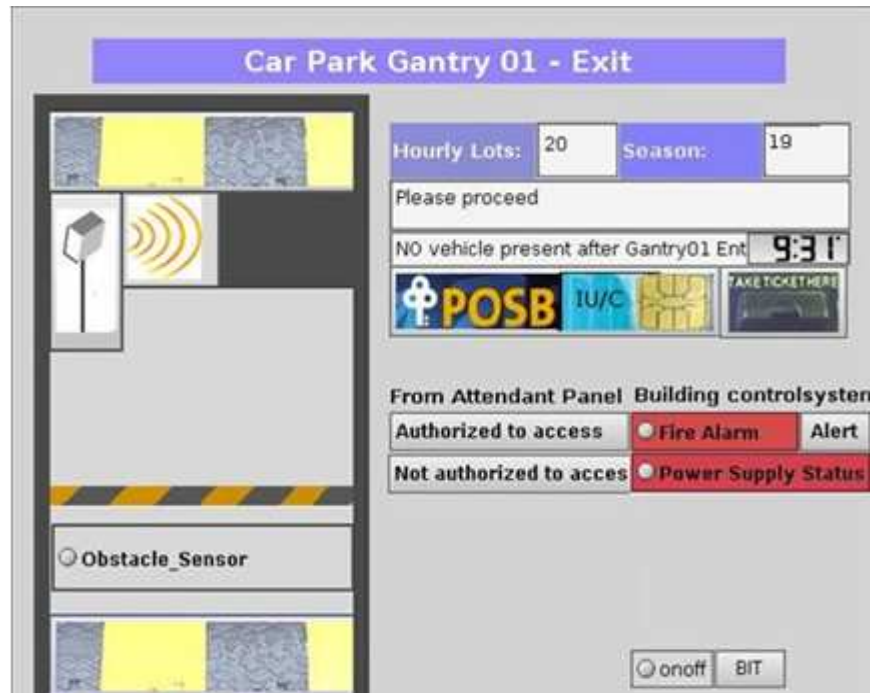 Car Park Gantry 01 - Exit
Hourly Lots: 20 Season: 19
Please proceed
NO vehicle present after Gantry01 Ent 9:31
POSB IU/C TAKE TICKET HERE
From Attendant Panel Building controlsystem
Authorized to access Fire Alarm Alert
Not authorized to acces Power Supply Status
Obstacle_Sensor
onoff BIT